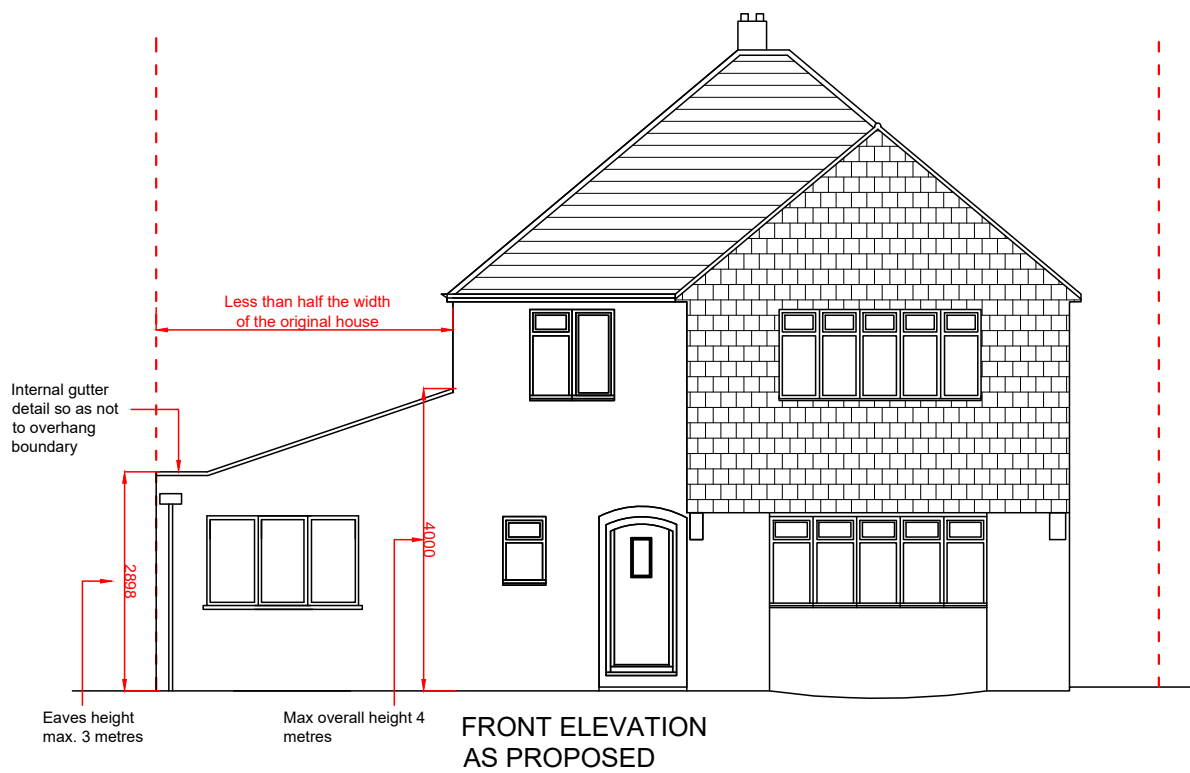 Less than half the width
of the original house
Internal gutter
detail so as not
to overhang
boundary
2898
4000
Eaves height
max. 3 metres
Max overall height 4
metres
FRONT ELEVATION
AS PROPOSED